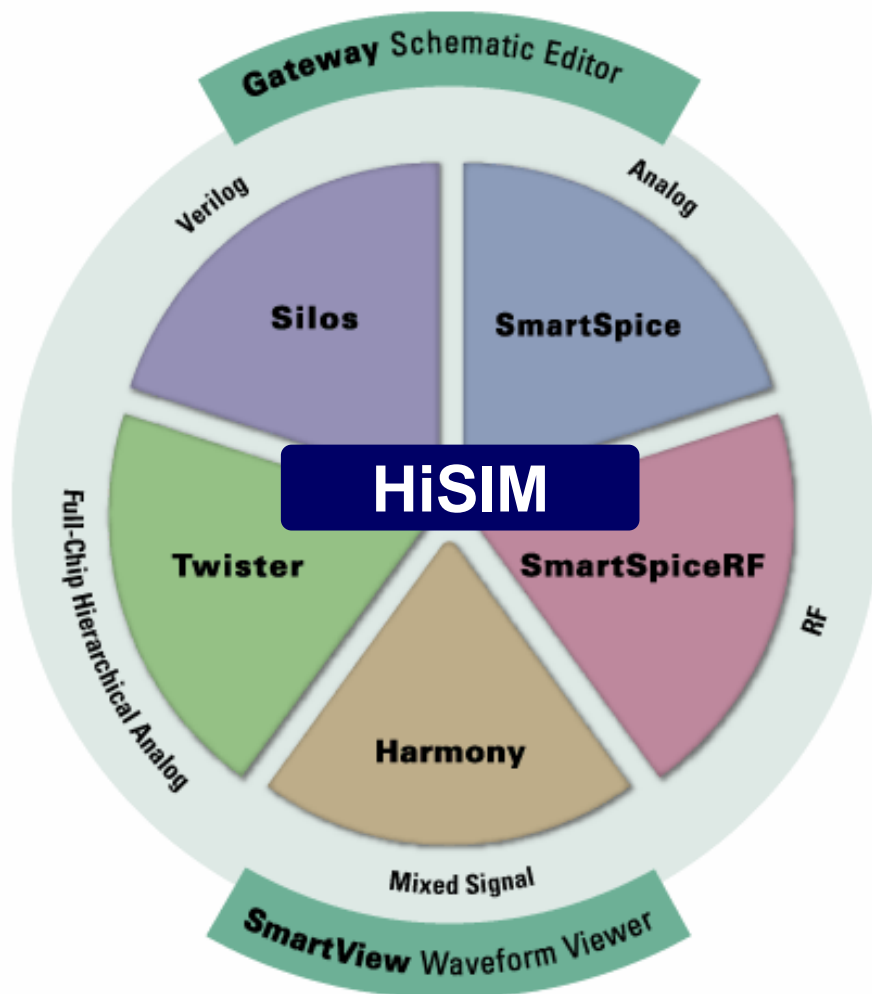 Gateway Schematic Editor
Verilog
Analog
Silos
SmartSpice
HiSIM
Twister
SmartSpiceRF
Full-Chip Hierarchical Analog
RF
Harmony
Mixed Signal
SmartView Waveform Viewer